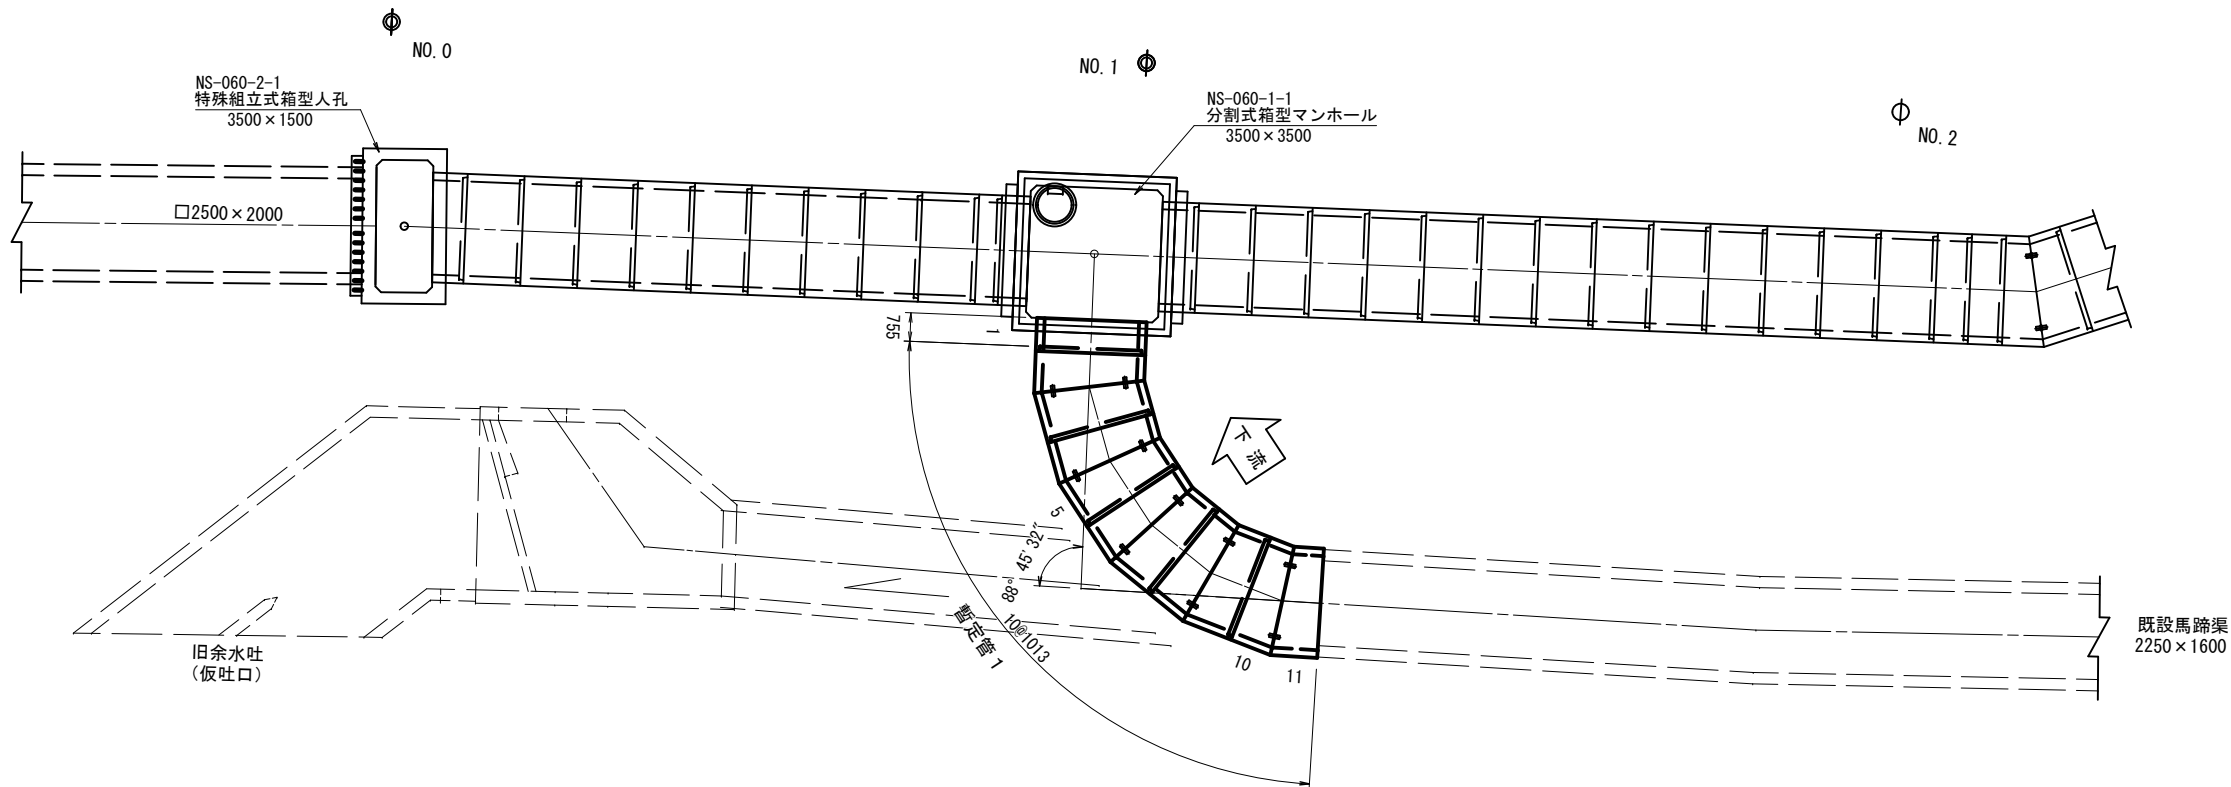 NO.0
NO.1
NO.2
NS-060-2-1
特殊組立式箱型人孔
3500×1500
NS-060-1-1
分割式箱型マンホール
3500×3500
□2500×2000
755
1
下流
5
88° 45′ 32″
10@1013
暫定管1
10
11
旧余水吐
(仮吐口)
既設馬蹄渠
2250×1600